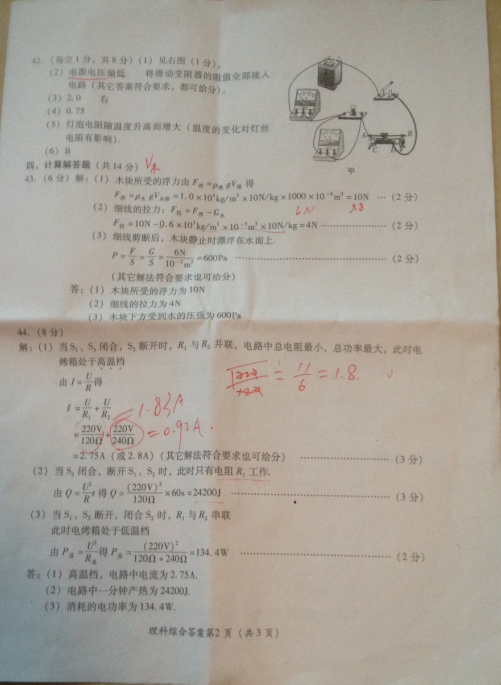 42. (每空1分, 共8分) (1) 见右图 (1分)。
(2) 电源电压偏低 将滑动变阻器的阻值全部接入
电路 (其它答案符合要求, 都可给分)。
(3) 2.0 右
(4) 0.75
(5) 灯泡电阻随温度升高而增大 (温度的变化对灯丝
电阻有影响).
(6) B
甲
四、计算解答题 (共14分) V木
43. (6分) 解: (1) 木块所受的浮力由 F浮=ρ液gV排 得
F浮=ρ水gV木排=1.0×10³kg/m³×10N/kg×1000×10⁻⁶m³=10N … (2分)
(2) 细线的拉力: F拉=F浮-G木 6N
F拉=10N-0.6×10³kg/m³×10⁻³m³×10N/kg=4N (2分)
(3) 细线剪断后, 木块静止时漂浮在水面上.
P=F/S=G/S=6N/10⁻²m²=600Pa (2分)
(其它解法符合要求也可给分)
答: (1) 木块所受的浮力为10N
(2) 细线的拉力为4N
(3) 木块下方受到水的压强为600Pa
44. (8分)
解: (1) 当S₁、S₃闭合, S₂断开时, R₁与R₂并联, 电路中总电阻最小、总功率最大, 此时电
烤箱处于高温档
由 I=U/R 得
I=U/R₁+U/R₂ 1.83A
=220V/120Ω+220V/240Ω =0.92A.
11/6=1.8.
=2.75A (或2.8A) (其它解法符合要求也可给分) (3分)
(2) 当S₃闭合, 断开S₁、S₂时, 此时只有电阻R₁工作.
由 Q=U²/R t 得 Q=(220V)²/120Ω×60s=24200J (3分)
(3) 当S₁、S₃断开, 闭合S₂时, R₁与R₂串联
此时电烤箱处于低温档
由 P总=U²/R总 得 P总=(220V)²/120Ω+240Ω=134.4W (2分)
答: (1) 高温档, 电路中电流为2.75A.
(2) 电路中一分钟产热为24200J.
(3) 消耗的电功率为134.4W.
理科综合答案第2页 (共3页)